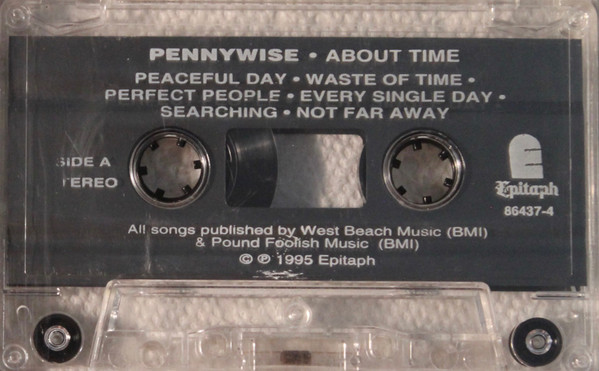 PENNYWISE • ABOUT TIME
PEACEFUL DAY • WASTE OF TIME •
PERFECT PEOPLE • EVERY SINGLE DAY •
SEARCHING • NOT FAR AWAY
SIDE A
TEREO
E
Epitaph
86437-4
All songs published by West Beach Music (BMI)
& Pound Foolish Music (BMI)
© ℗ 1995 Epitaph